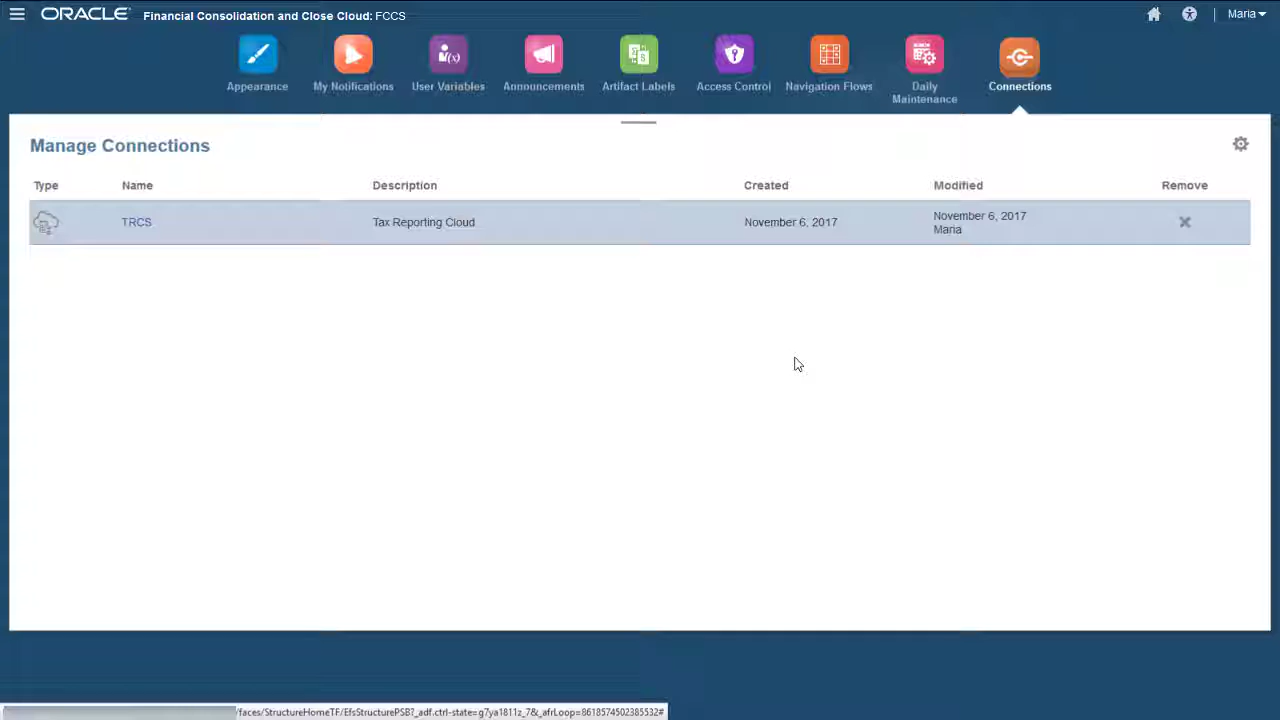 ORACLE® Financial Consolidation and Close Cloud: FCCS Maria
Appearance My Notifications User Variables Announcements Artifact Labels Access Control Navigation Flows Daily Maintenance Connections
Manage Connections
Type Name Description Created Modified Remove
TRCS Tax Reporting Cloud November 6, 2017 November 6, 2017 Maria
/faces/StructureHomeTF/EfsStructurePSB?_adf.ctrl-state=g7ya1811z_7&_afrLoop=8618574502385532#